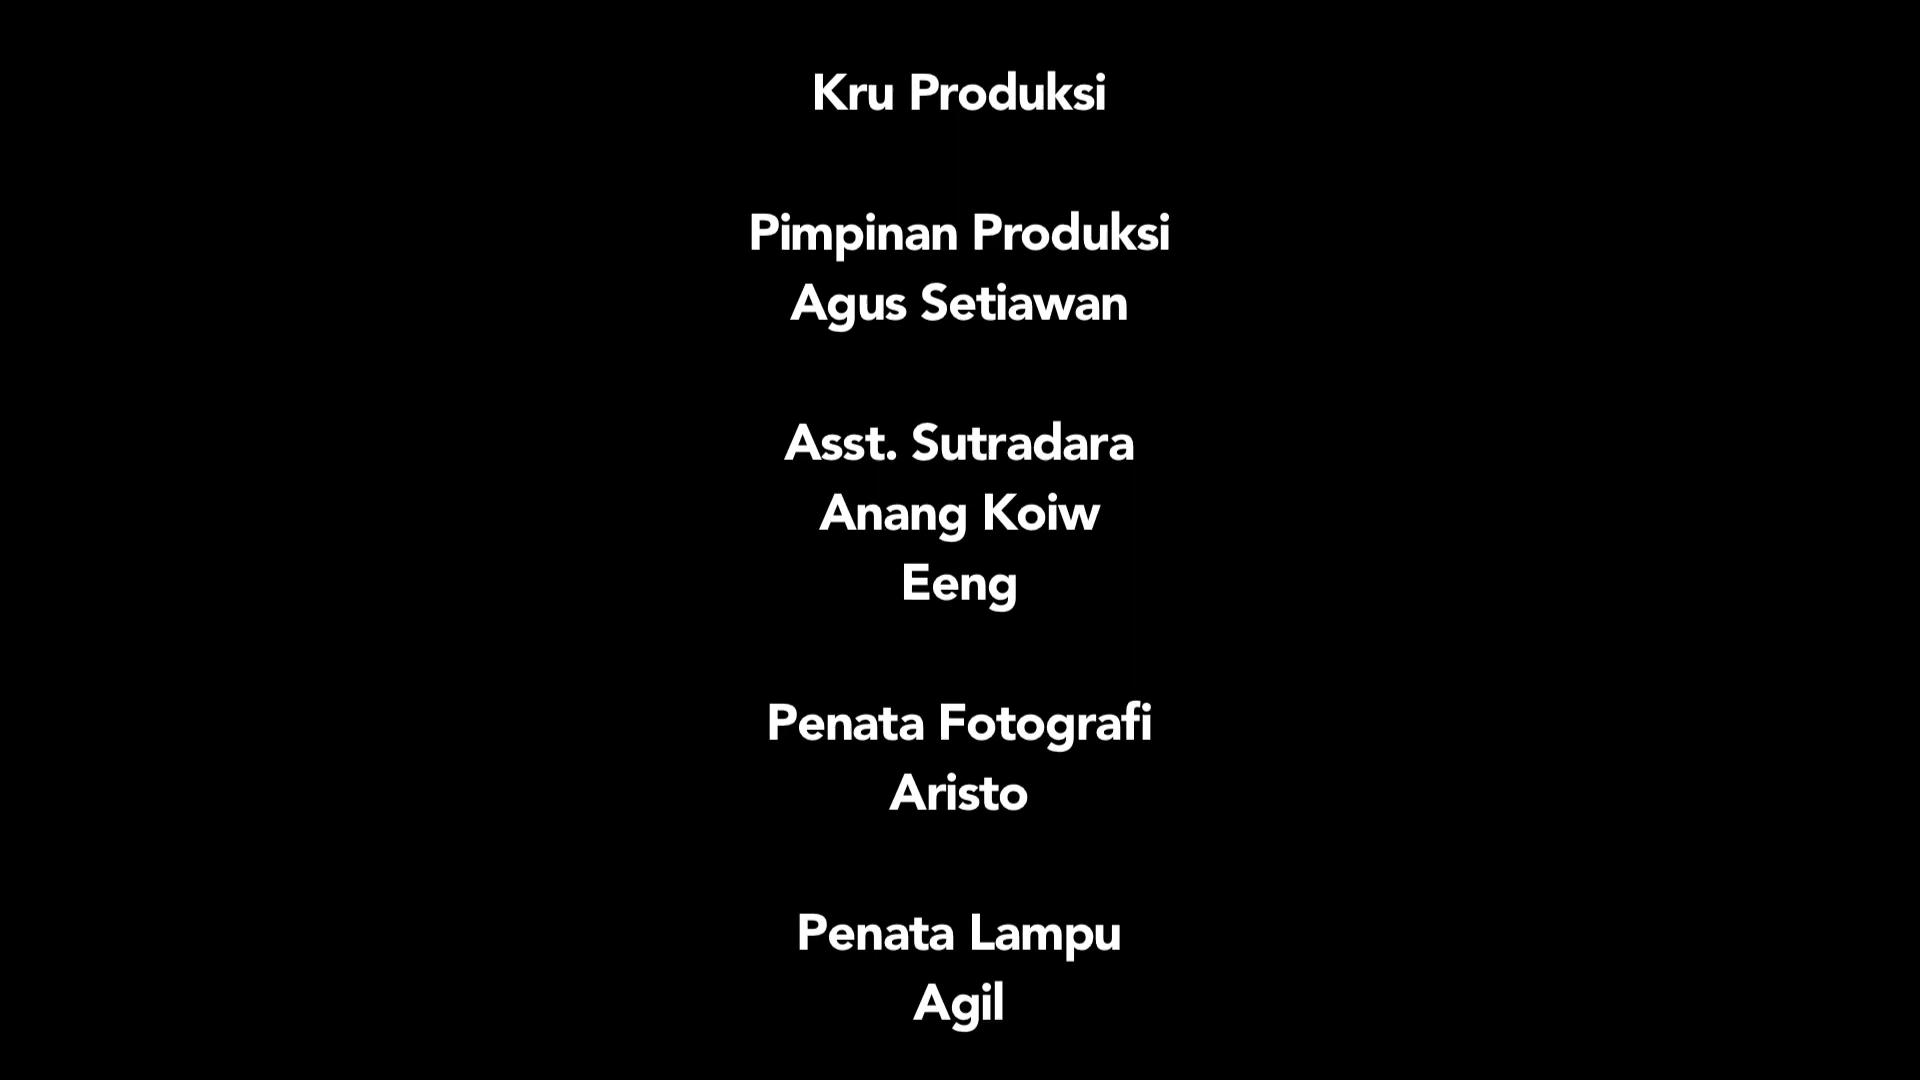 Kru Produksi
Pimpinan Produksi
Agus Setiawan
Asst. Sutradara
Anang Koiw
Eeng
Penata Fotografi
Aristo
Penata Lampu
Agil